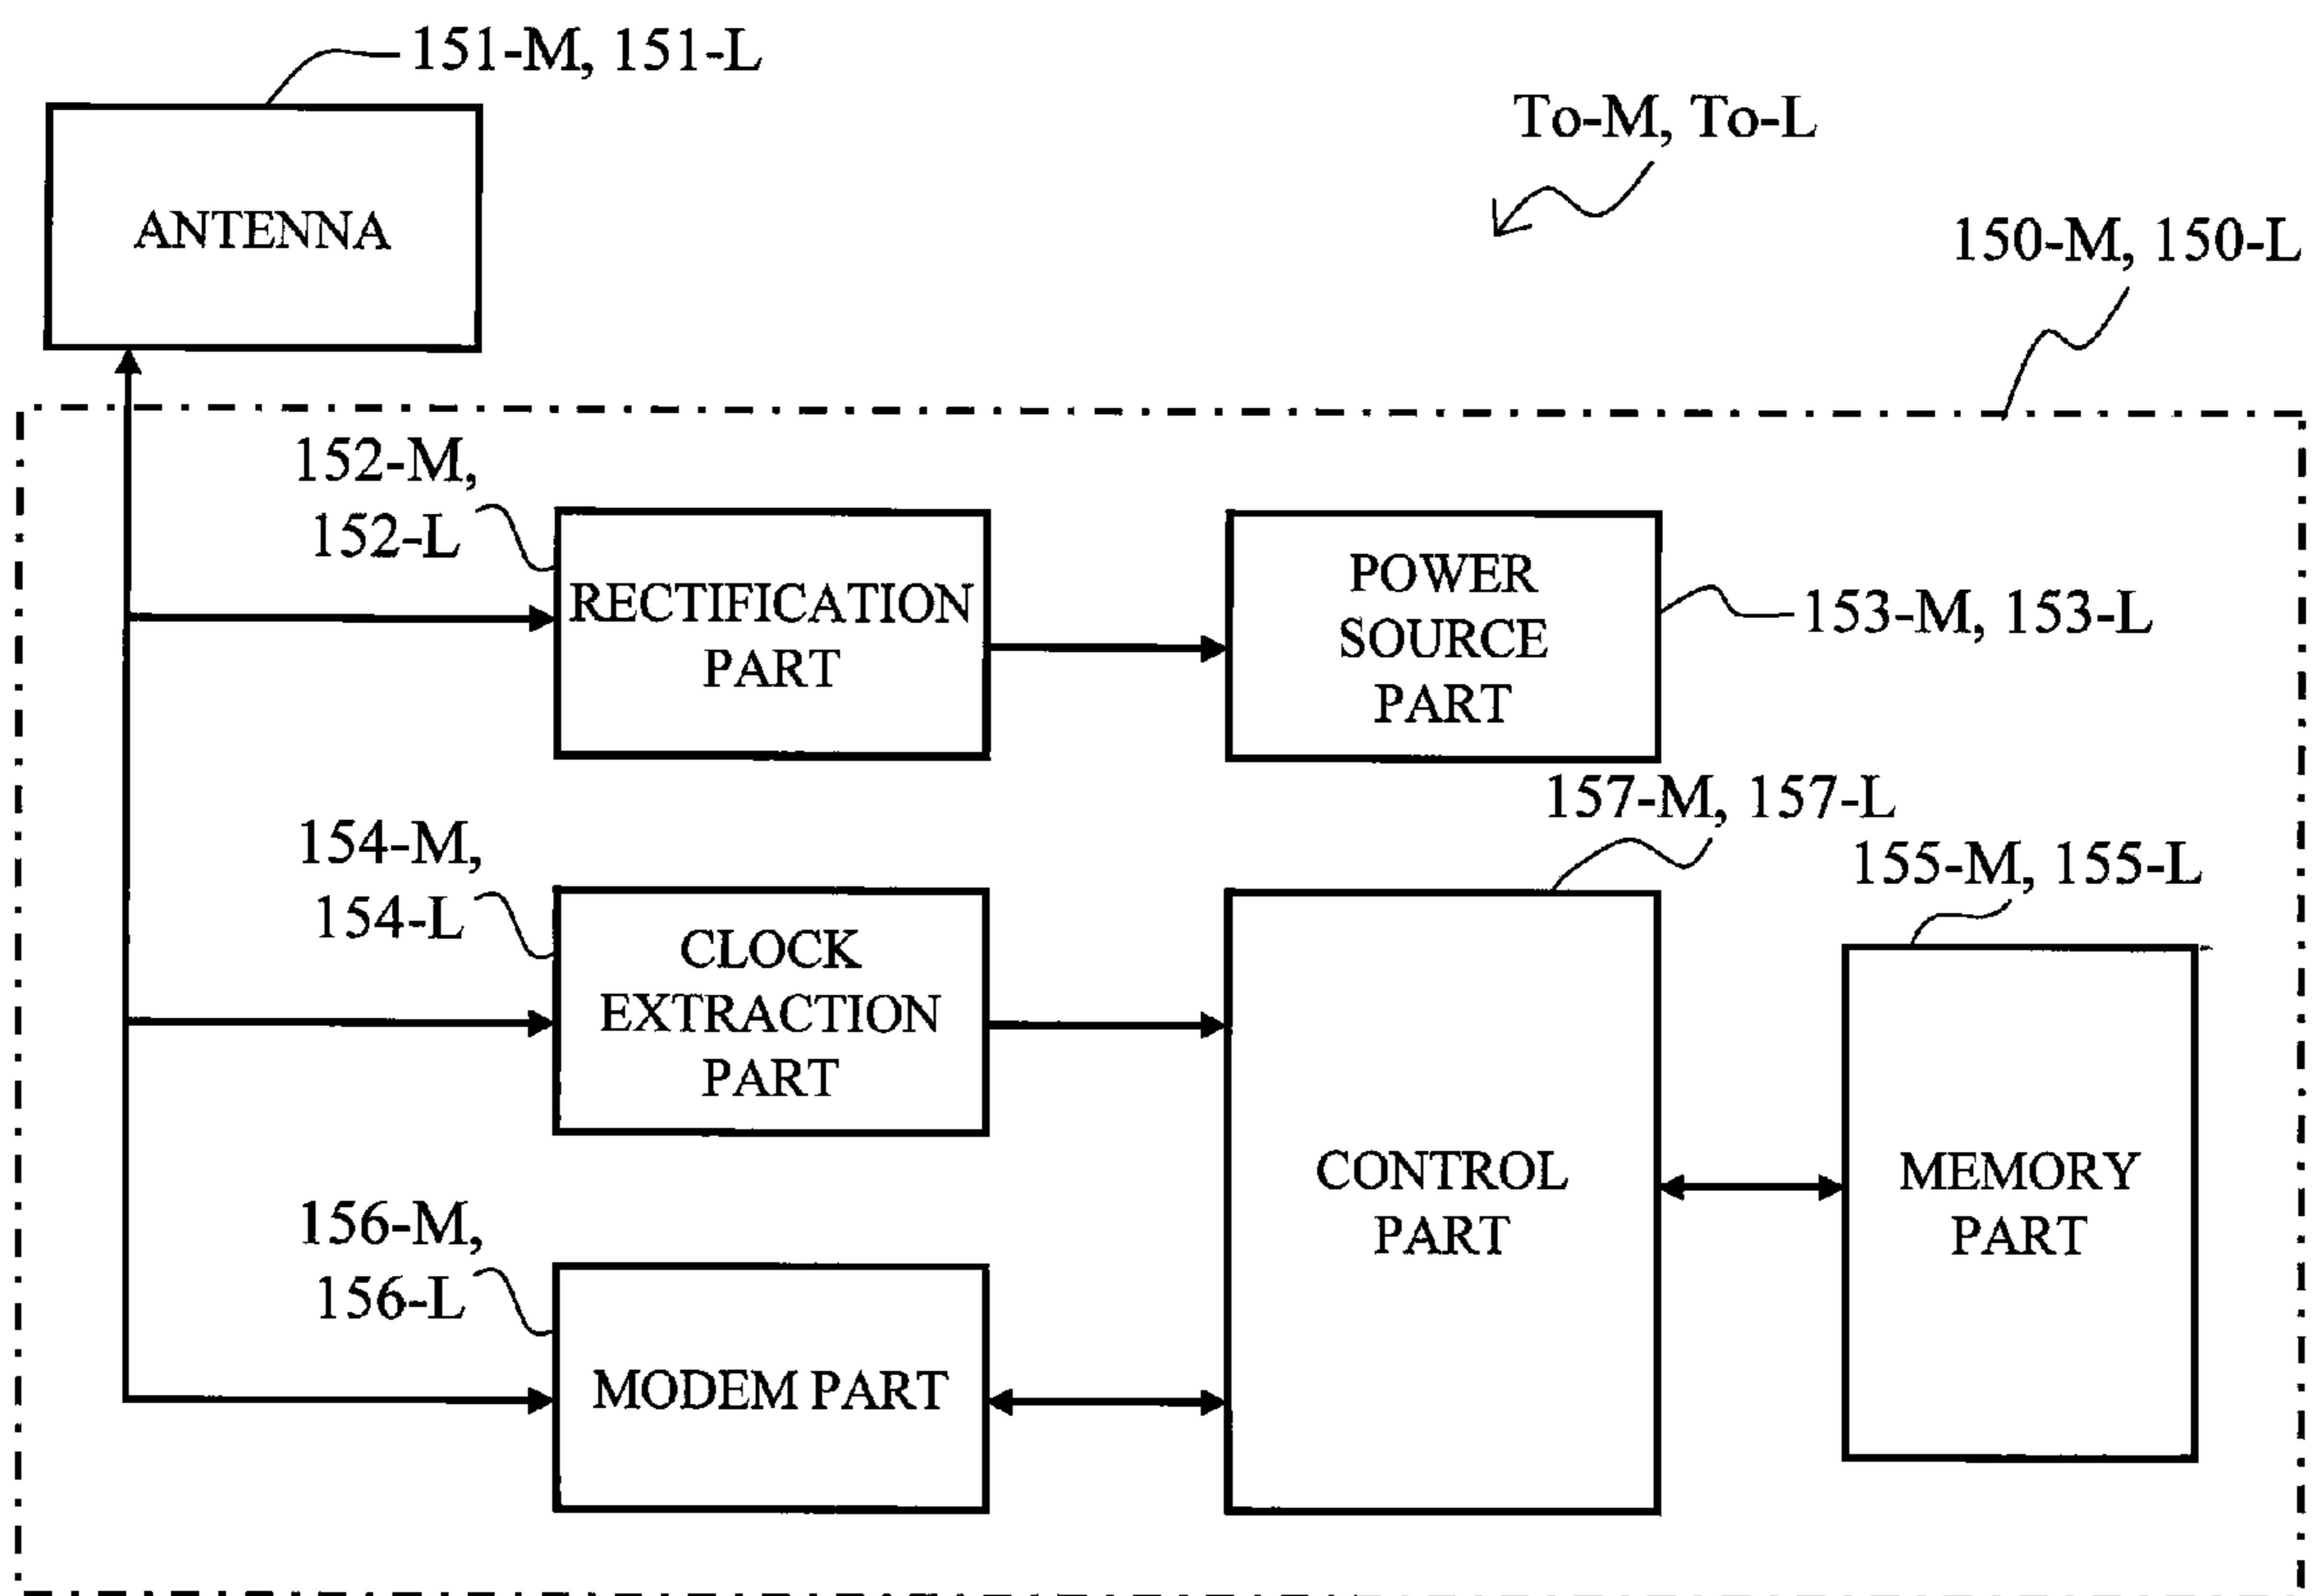 151-M, 151-L
To-M, To-L
ANTENNA
150-M, 150-L
152-M,
152-L
RECTIFICATION
PART
POWER
SOURCE
PART
153-M, 153-L
157-M, 157-L
154-M,
154-L
155-M, 155-L
CLOCK
EXTRACTION
PART
CONTROL
PART
MEMORY
PART
156-M,
156-L
MODEM PART